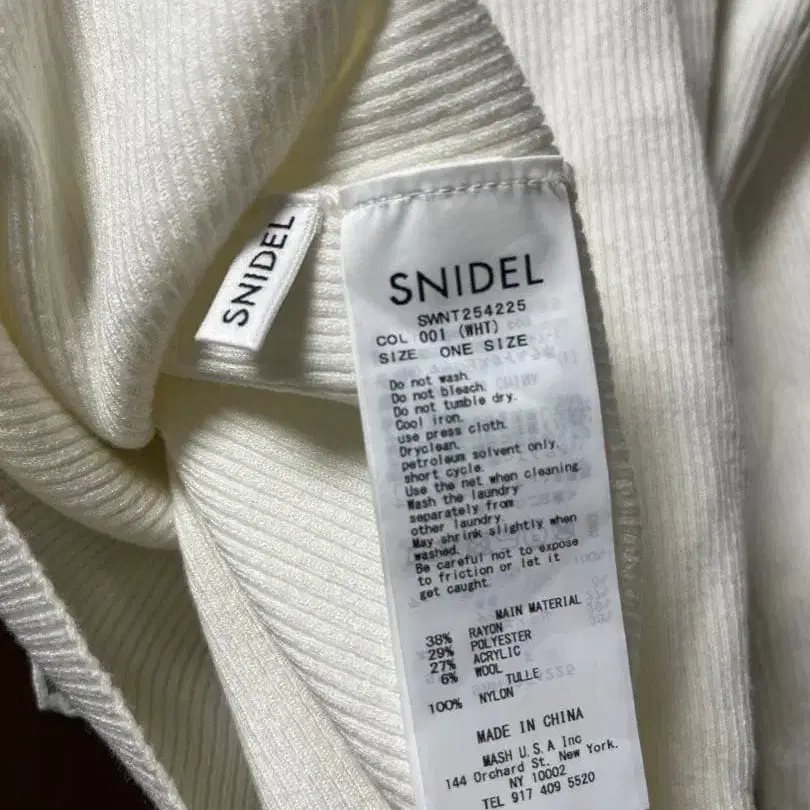 SNIDEL
SNIDEL
SWNT254225
COL 001 (WHT)
SIZE ONE SIZE
Do not wash.
Do not bleach.
Do not tumble dry.
Cool iron.
use press cloth.
Dryclean.
petroleum solvent only.
short cycle.
Use the net when cleaning
Wash the laundry
separately from
other laundry.
May shrink slightly when
washed.
Be careful not to expose
to friction or let it
get caught.
MAIN MATERIAL
38% RAYON
29% POLYESTER
27% ACRYLIC
6% WOOL
TULLE
100% NYLON
MADE IN CHINA
MASH U.S.A Inc
144 Orchard St. New York.
NY 10002
TEL 917 409 5520